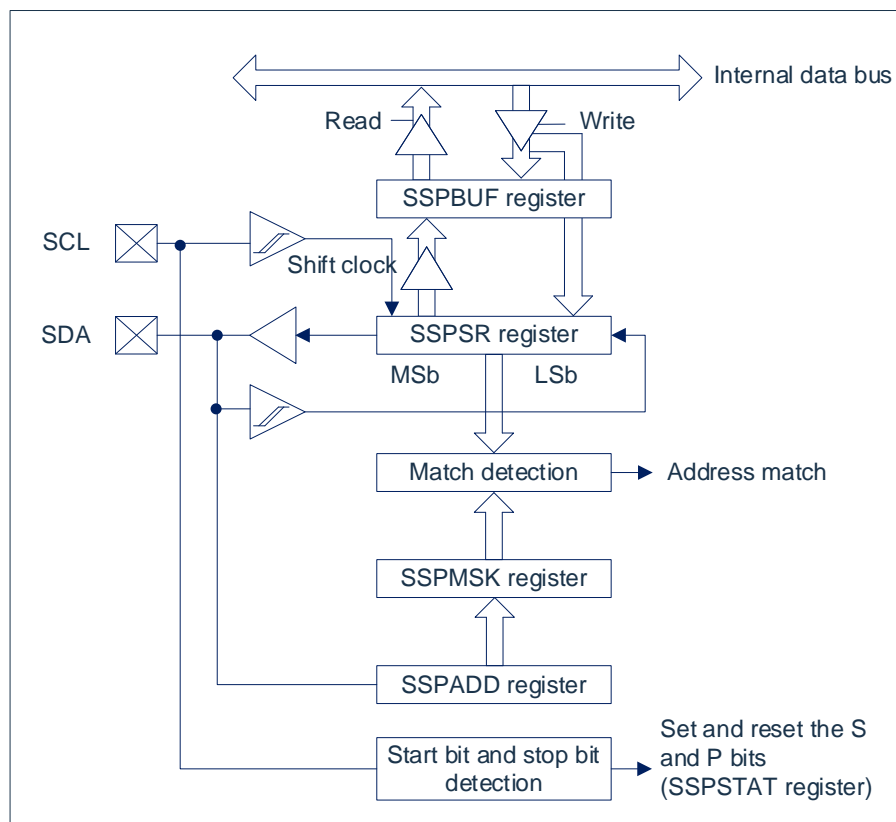 Internal data bus
Read
Write
SSPBUF register
SCL
Shift clock
SDA
SSPSR register
MSb
LSb
Match detection
Address match
SSPMSK register
SSPADD register
Start bit and stop bit
detection
Set and reset the S
and P bits
(SSPSTAT register)